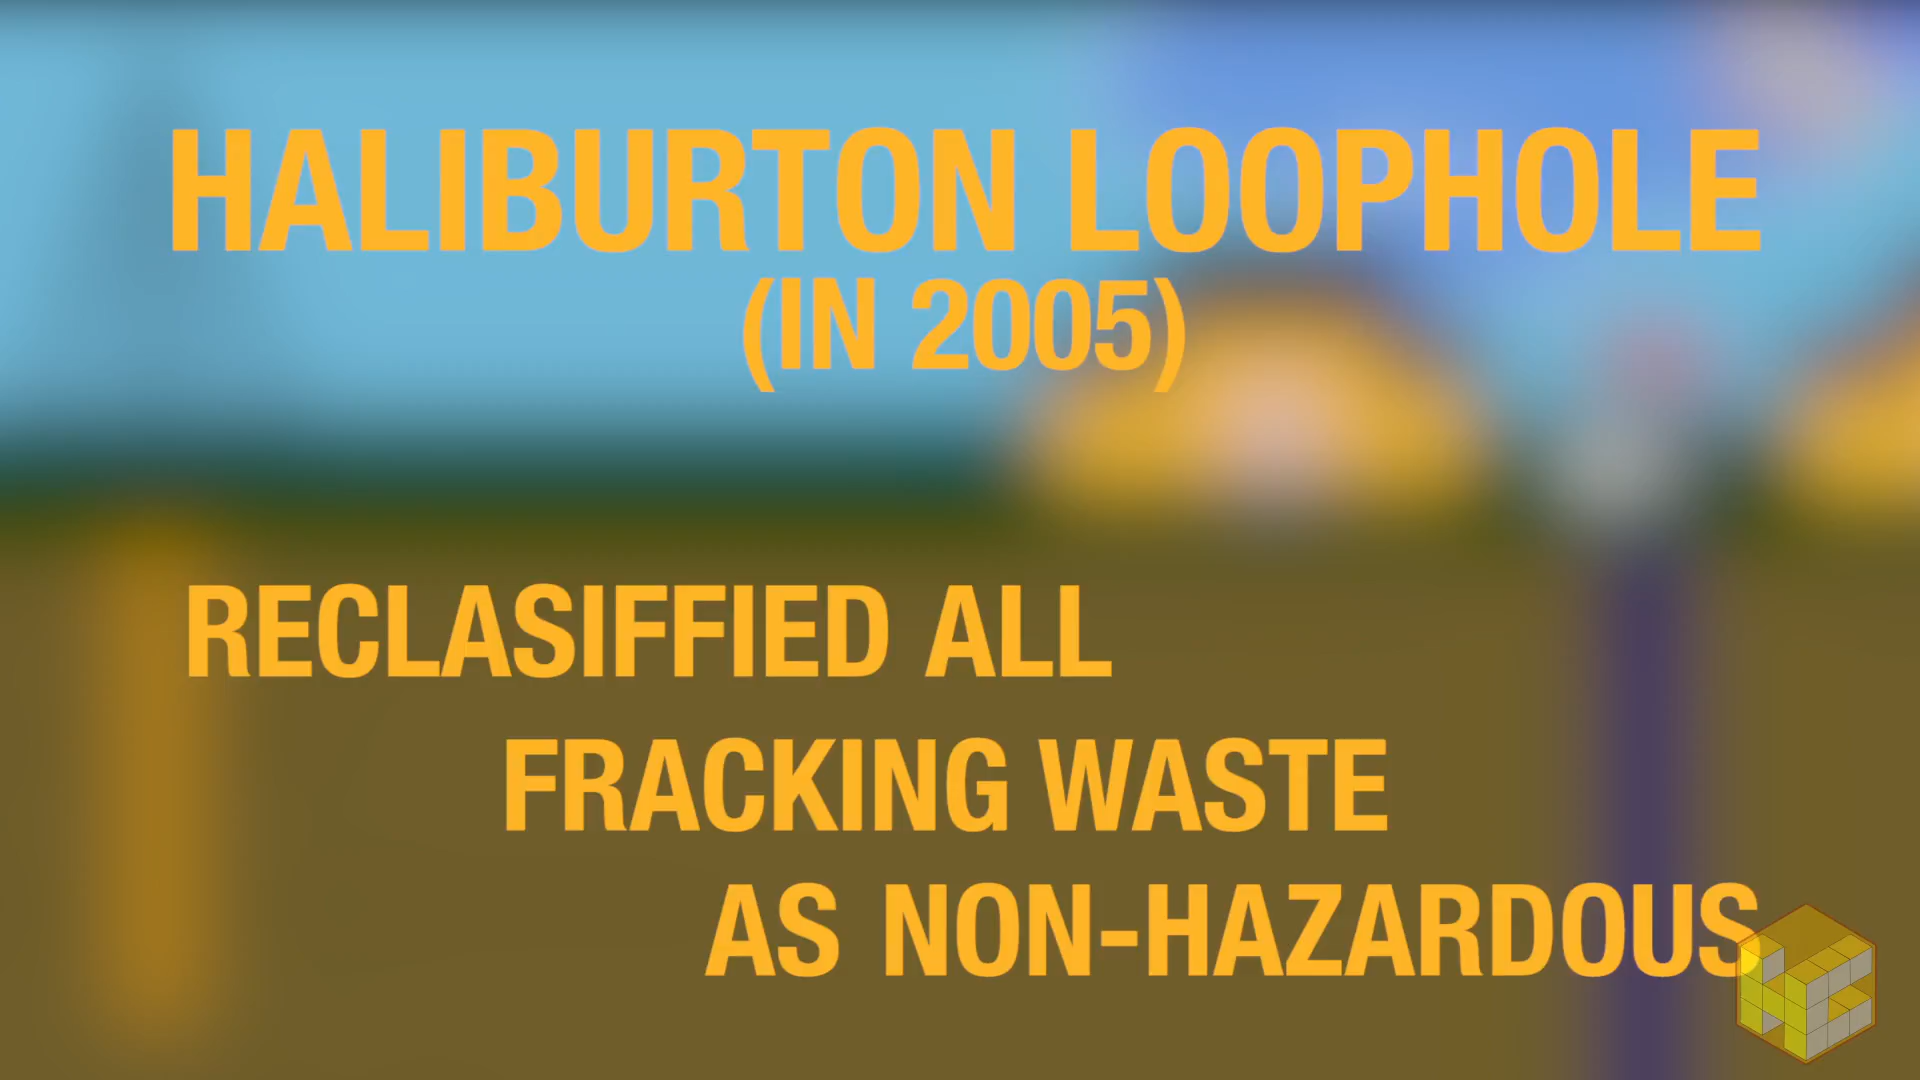 HALIBURTON LOOPHOLE
(IN 2005)
RECLASIFFIED ALL
FRACKING WASTE
AS NON-HAZARDOUS